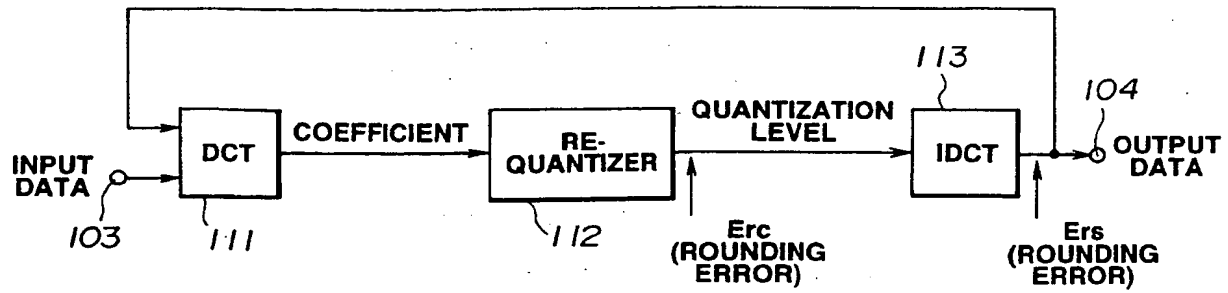 113
104
QUANTIZATION
LEVEL
COEFFICIENT
DCT
RE-
QUANTIZER
IDCT
OUTPUT
DATA
INPUT
DATA
103
111
112
Erc
(ROUNDING
ERROR)
Ers
(ROUNDING
ERROR)